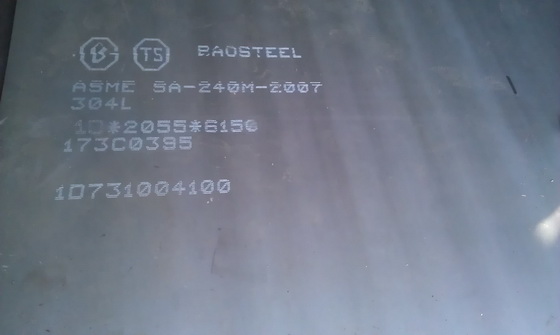 TS BAOSTEEL
ASME SA-240M-2007
304L
10*2055*6150
173C0395
1D731004100